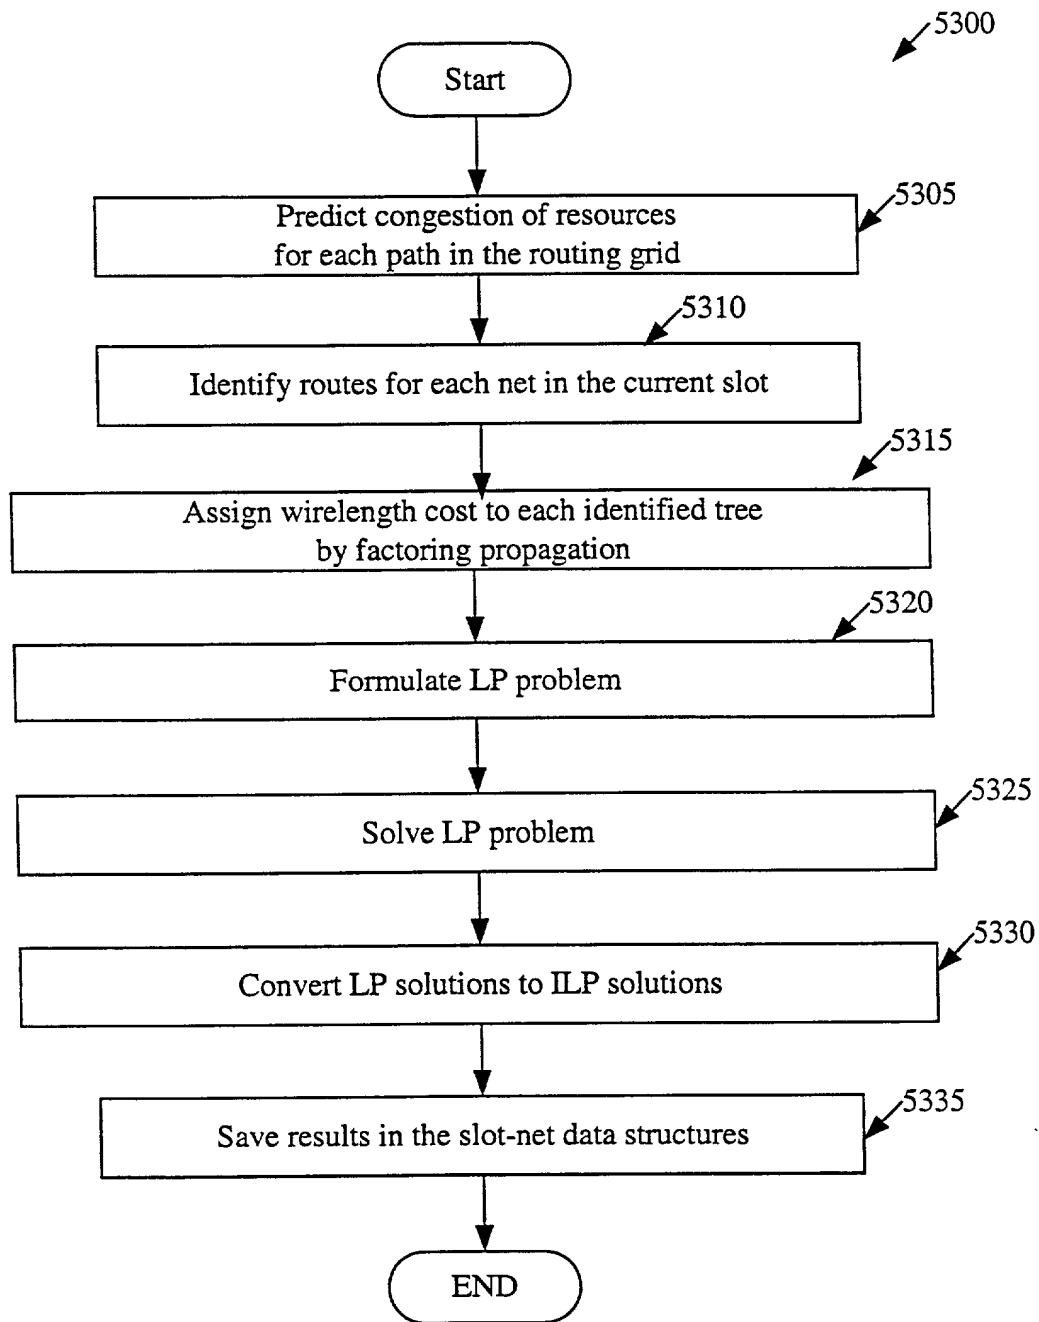 5300
Start
5305
Predict congestion of resources
for each path in the routing grid
5310
Identify routes for each net in the current slot
5315
Assign wirelength cost to each identified tree
by factoring propagation
5320
Formulate LP problem
5325
Solve LP problem
5330
Convert LP solutions to ILP solutions
5335
Save results in the slot-net data structures
END